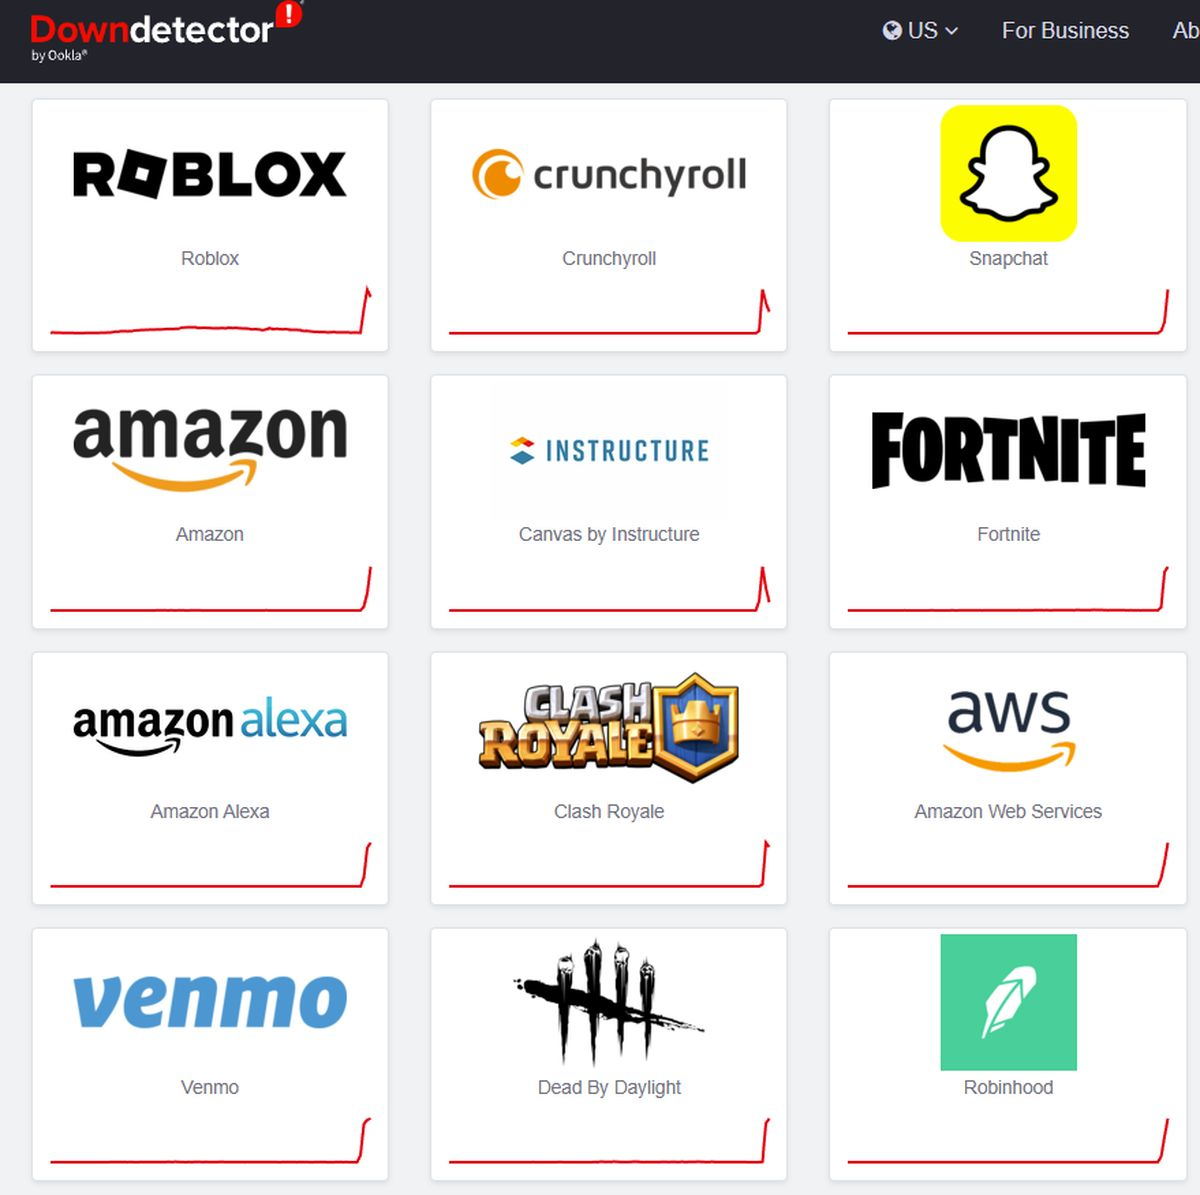 Downdetector
by Ookla®
US
For Business
Ab
ROBLOX
Roblox
crunchyroll
Crunchyroll
Snapchat
amazon
Amazon
INSTRUCTURE
Canvas by Instructure
FORTNITE
Fortnite
amazon alexa
Amazon Alexa
CLASH
ROYALE
Clash Royale
aws
Amazon Web Services
venmo
Venmo
Dead By Daylight
Robinhood